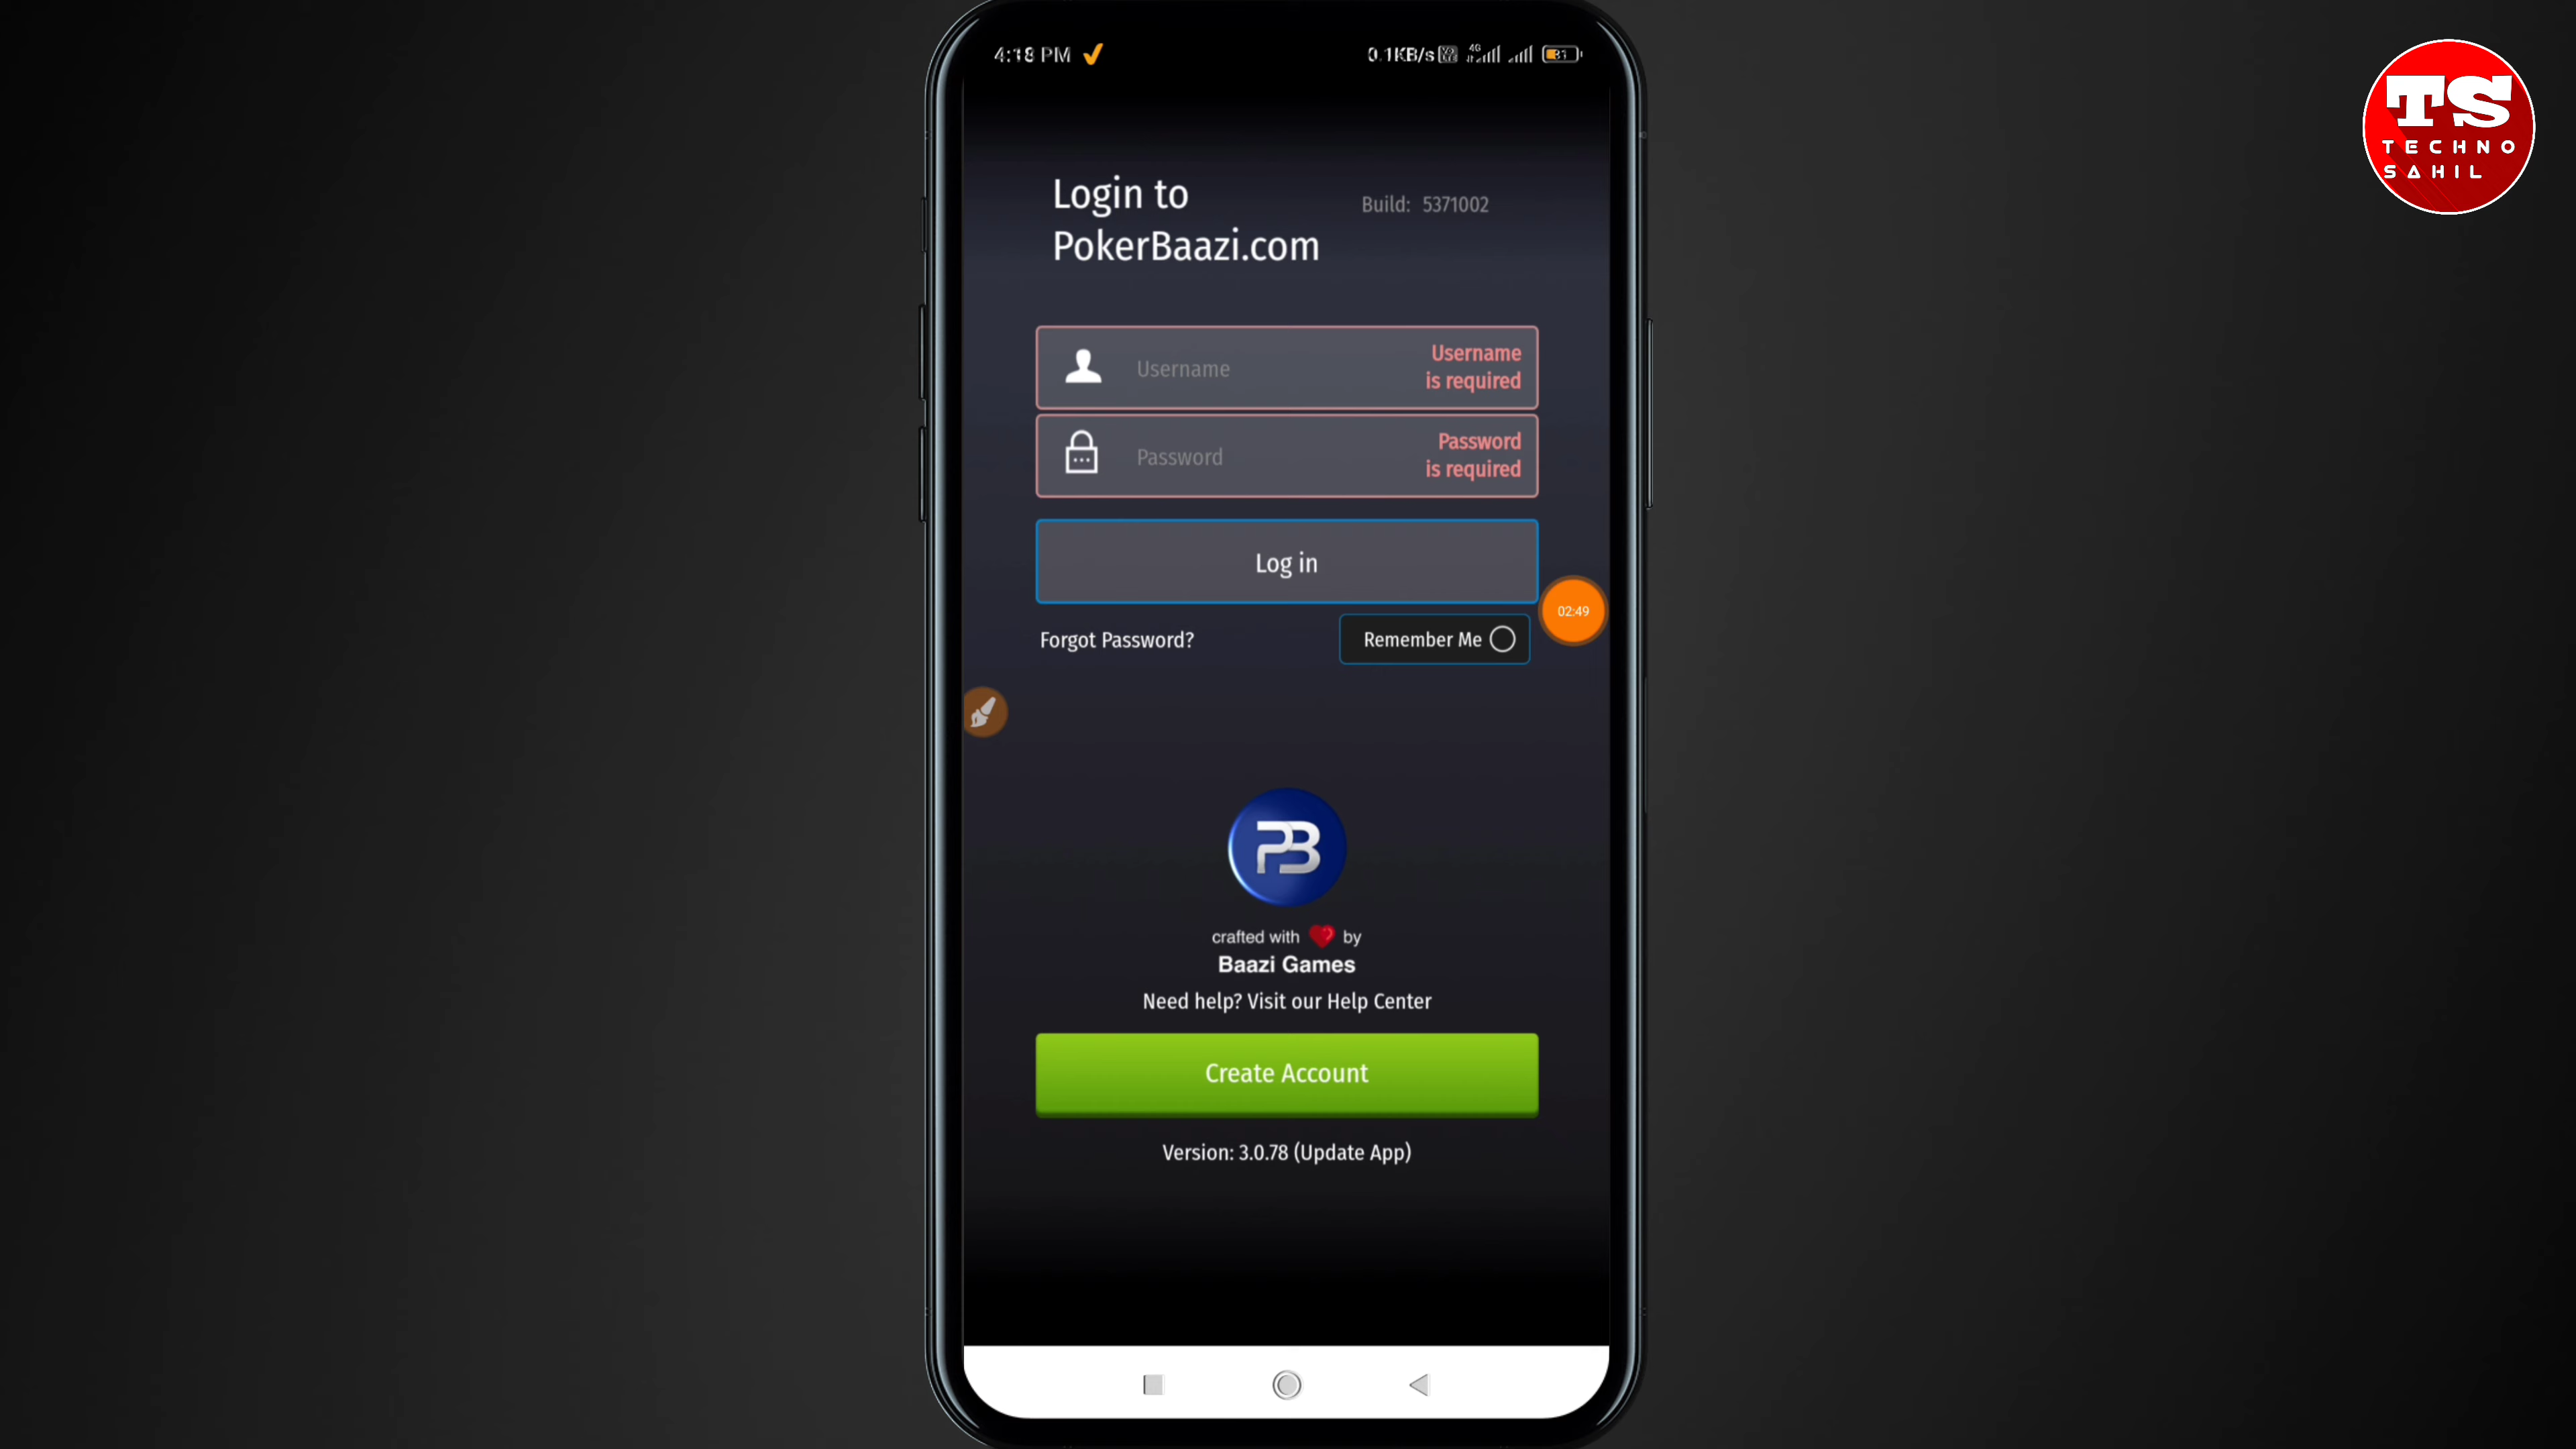 4:18 PM
0.1KB/s
4G
31
TS
TECHNO
SAHIL
Login to
PokerBaazi.com
Build: 5371002
Username
Username
is required
Password
Password
is required
Log in
02:49
Forgot Password?
Remember Me
PB
crafted with ❤ by
Baazi Games
Need help? Visit our Help Center
Create Account
Version: 3.0.78 (Update App)